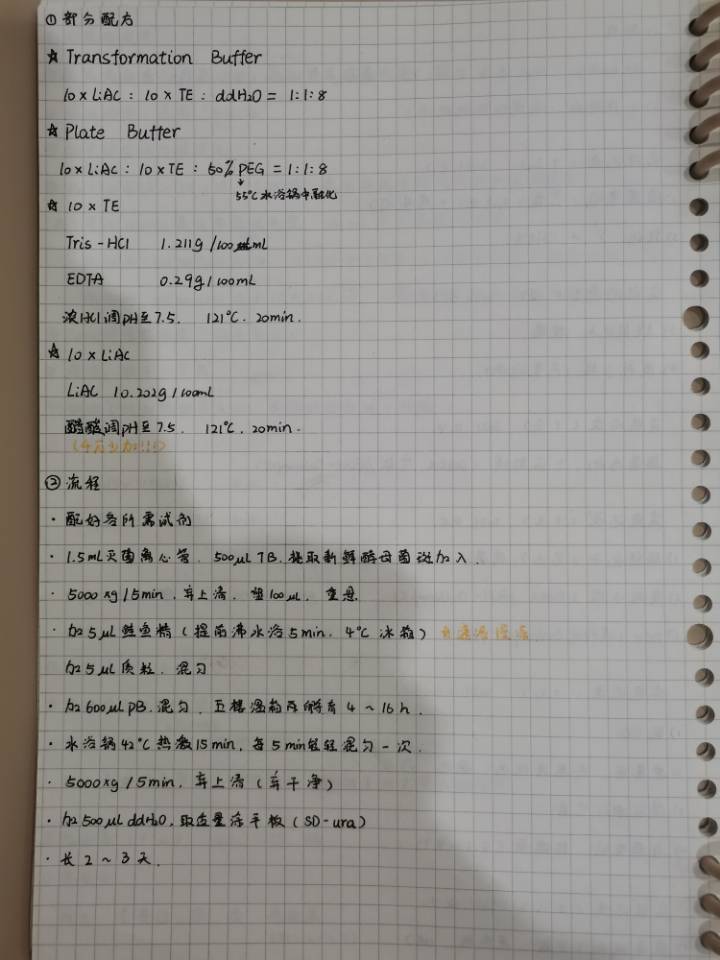 ① 部分配方
☆ Transformation Buffer
10×LiAC : 10×TE : ddH2O = 1:1:8
☆ Plate Buffer
10×LiAc : 10×TE : 50% PEG = 1:1:8
↓
55℃水浴锅中融化
☆ 10×TE
Tris-HCl 1.211g/100mL
EDTA 0.29g/100mL
浓HCl调pH至7.5. 121℃. 20min.
☆ 10×LiAc
LiAC 10.202g/100mL
醋酸调pH至7.5. 121℃. 20min.
② 流程
· 配好各所需试剂
· 1.5mL灭菌离心管. 500μL TB. 挑取新鲜酵母菌斑加入.
· 5000×g/5min. 弃上清. 留100μL. 重悬
· 加25μL鲑鱼精(提前沸水浴5min. 4℃冰箱)
加25μL质粒. 混匀
· 加2600μL PB. 混匀. 孵育4~16h.
· 水浴锅42℃热激15min, 每5min轻轻混匀一次.
· 5000×g/5min. 弃上清(弃干净)
· 加2500μL ddH2O. 取适量涂平板(SD-ura)
· 长2~3天.